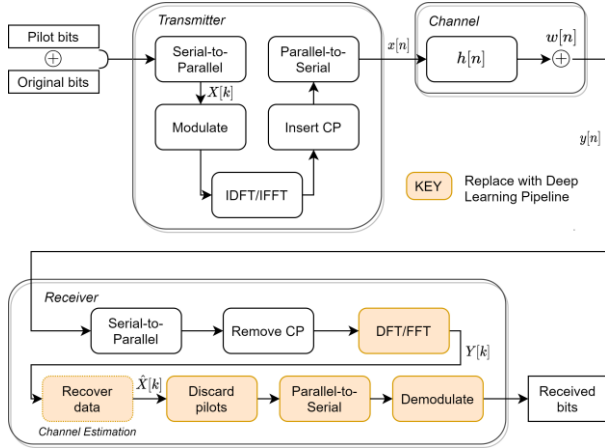 Transmitter
Channel
Pilot bits
+
Original bits
Serial-to-
Parallel
X[k]
Modulate
IDFT/IFFT
Insert CP
Parallel-to-
Serial
x[n]
h[n]
w[n]
+
y[n]
KEY
Replace with Deep
Learning Pipeline
Receiver
Serial-to-
Parallel
Remove CP
DFT/FFT
Y[k]
Recover
data
X̂[k]
Discard
pilots
Parallel-to-
Serial
Demodulate
Received
bits
Channel Estimation